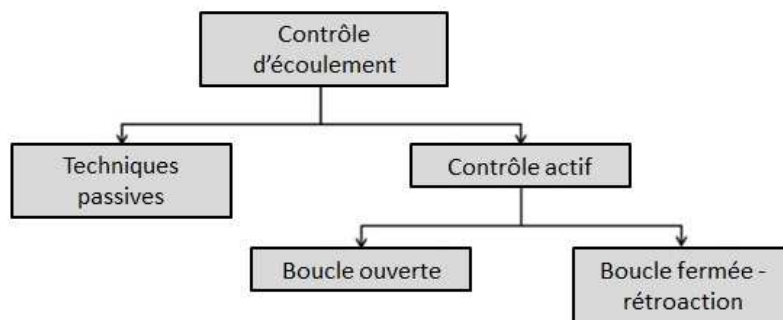 Contrôle
d'écoulement
Techniques
passives
Contrôle actif
Boucle ouverte
Boucle fermée -
rétroaction